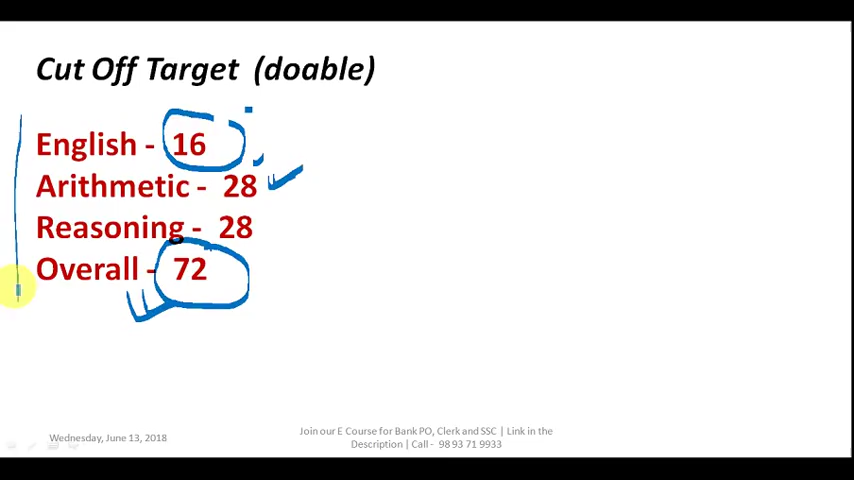 Cut Off Target (doable)
English - 16
Arithmetic - 28
Reasoning - 28
Overall - 72
Wednesday, June 13, 2018
Join our E Course for Bank PO, Clerk and SSC | Link in the
Description | Call - 98 93 71 9933